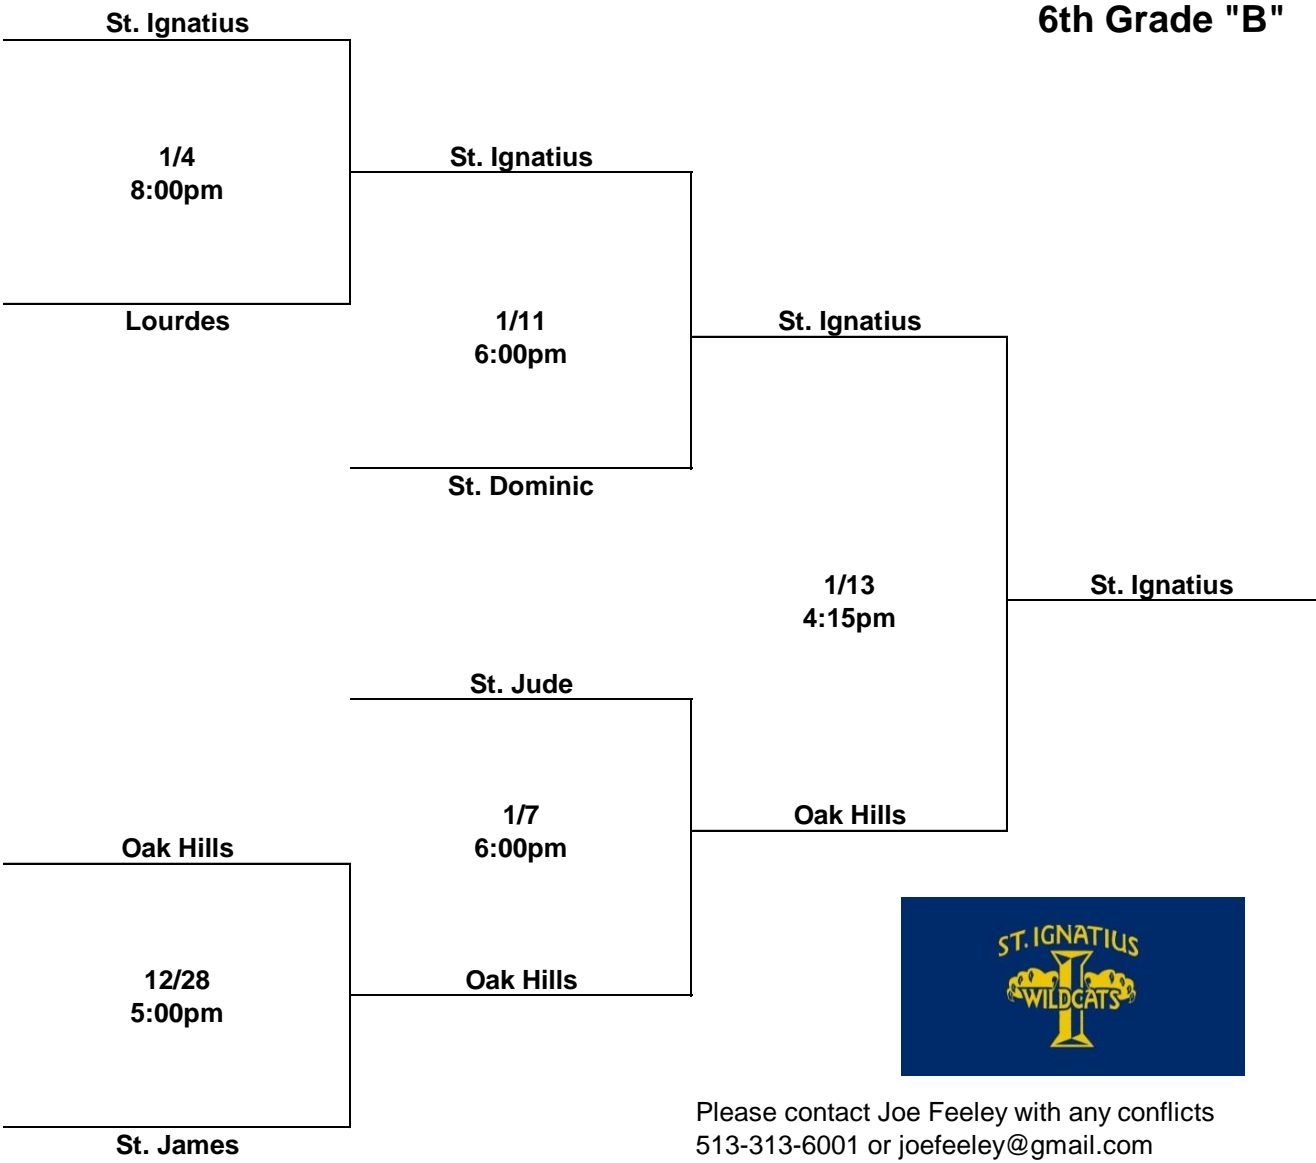 6th Grade "B"
St. Ignatius
1/4
8:00pm
St. Ignatius
Lourdes
1/11
6:00pm
St. Ignatius
St. Dominic
1/13
4:15pm
St. Ignatius
St. Jude
1/7
6:00pm
Oak Hills
Oak Hills
12/28
5:00pm
Oak Hills
St. James
ST. IGNATIUS
I
WILDCATS
Please contact Joe Feeley with any conflicts
513-313-6001 or joefeeley@gmail.com